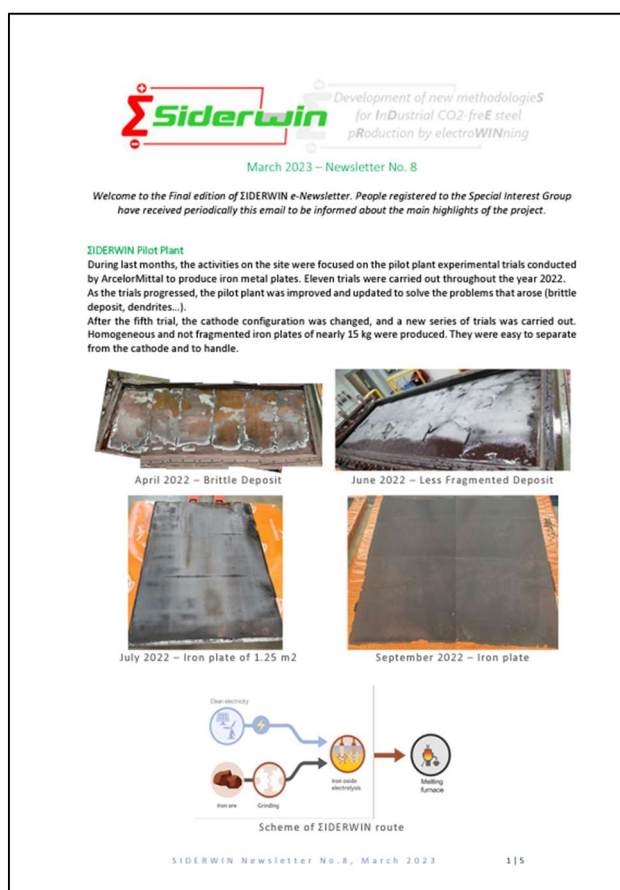 ΣSiderwin
Development of new methodologieS
for InDustrial CO2-freE steel
pRoduction by electroWINning
March 2023 – Newsletter No. 8
Welcome to the Final edition of ΣIDERWIN e-Newsletter. People registered to the Special Interest Group
have received periodically this email to be informed about the main highlights of the project.
ΣIDERWIN Pilot Plant
During last months, the activities on the site were focused on the pilot plant experimental trials conducted
by ArcelorMittal to produce iron metal plates. Eleven trials were carried out throughout the year 2022.
As the trials progressed, the pilot plant was improved and updated to solve the problems that arose (brittle
deposit, dendrites...).
After the fifth trial, the cathode configuration was changed, and a new series of trials was carried out.
Homogeneous and not fragmented iron plates of nearly 15 kg were produced. They were easy to separate
from the cathode and to handle.
April 2022 – Brittle Deposit
June 2022 – Less Fragmented Deposit
July 2022 – Iron plate of 1.25 m2
September 2022 – Iron plate
Clean electricity
Iron ore
Grinding
Iron oxide
electrolysis
Melting
furnace
Scheme of ΣIDERWIN route
SIDERWIN Newsletter No.8, March 2023
1|5